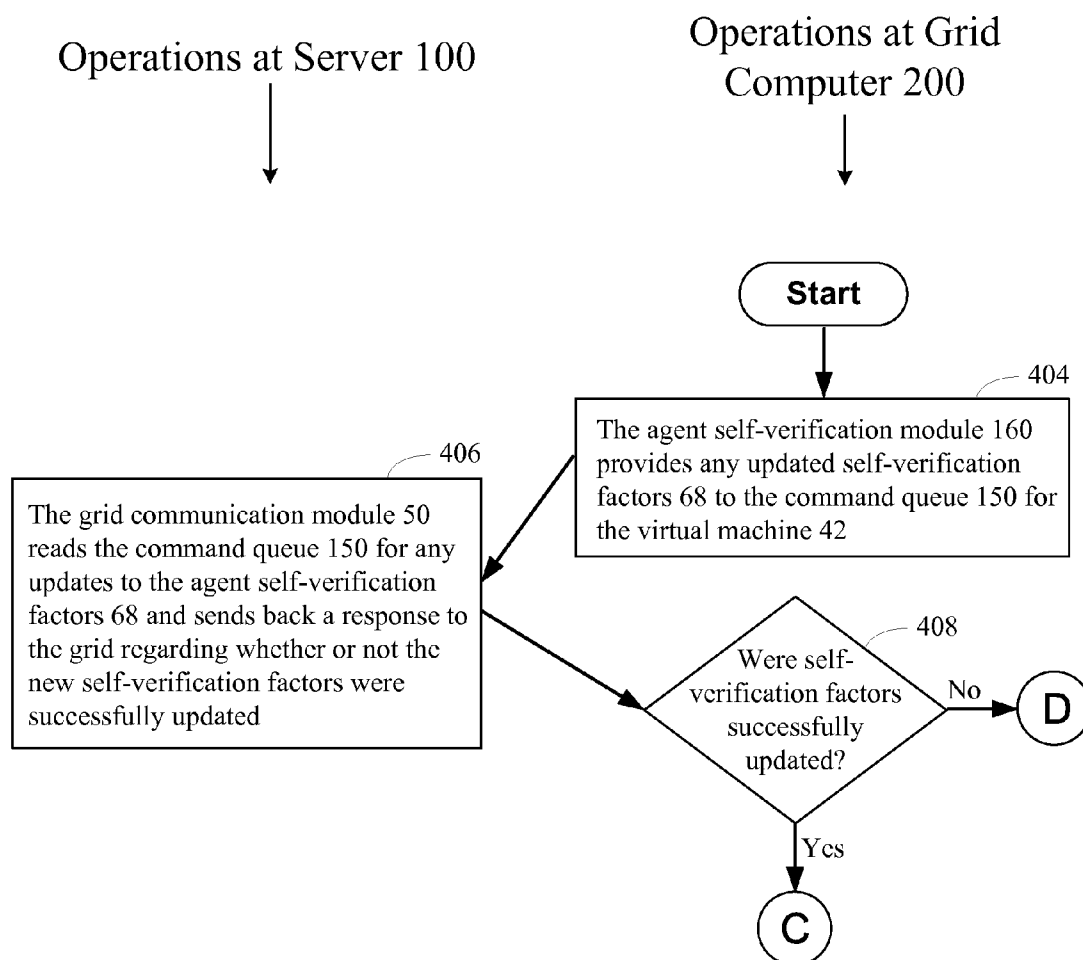 Operations at Server 100
Operations at Grid
Computer 200
Start
404
The agent self-verification module 160
provides any updated self-verification
factors 68 to the command queue 150 for
the virtual machine 42
406
The grid communication module 50
reads the command queue 150 for any
updates to the agent self-verification
factors 68 and sends back a response to
the grid regarding whether or not the
new self-verification factors were
successfully updated
408
Were self-
verification factors
successfully
updated?
No
D
Yes
C